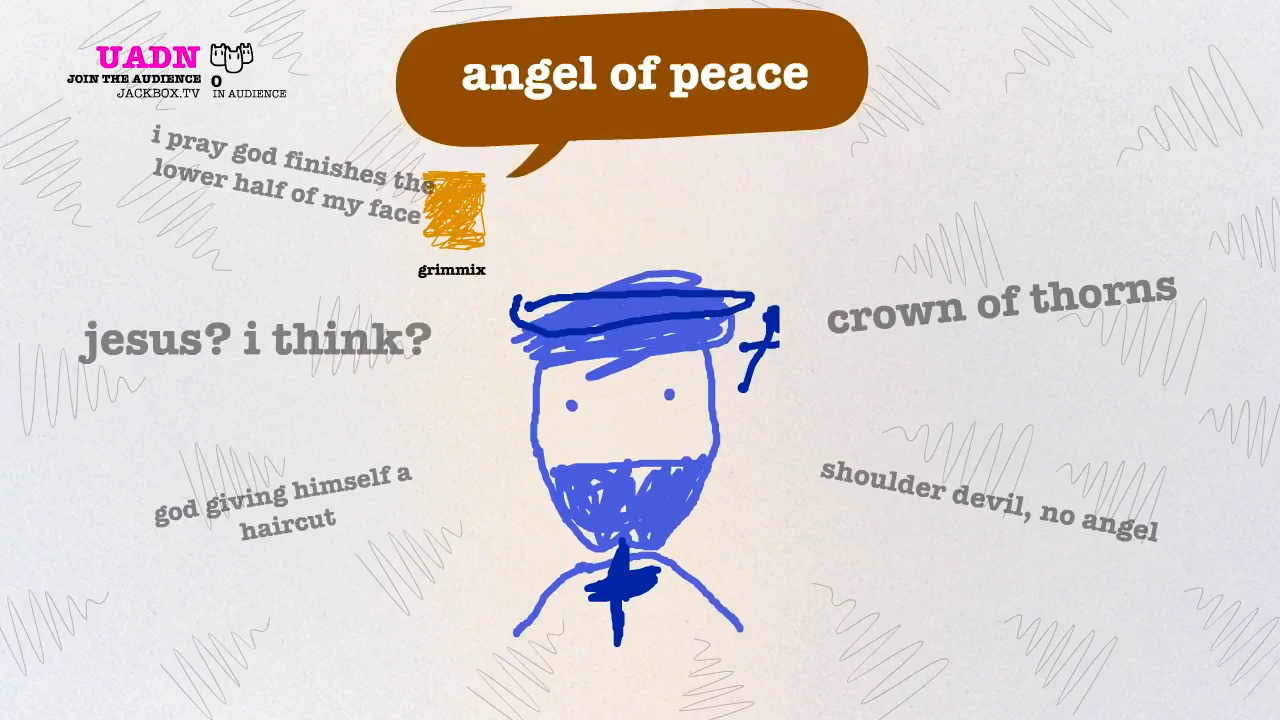 UADN
JOIN THE AUDIENCE
JACKBOX.TV
0
IN AUDIENCE
angel of peace
i pray god finishes the
lower half of my face
grimmix
jesus? i think?
crown of thorns
god giving himself a
haircut
shoulder devil, no angel